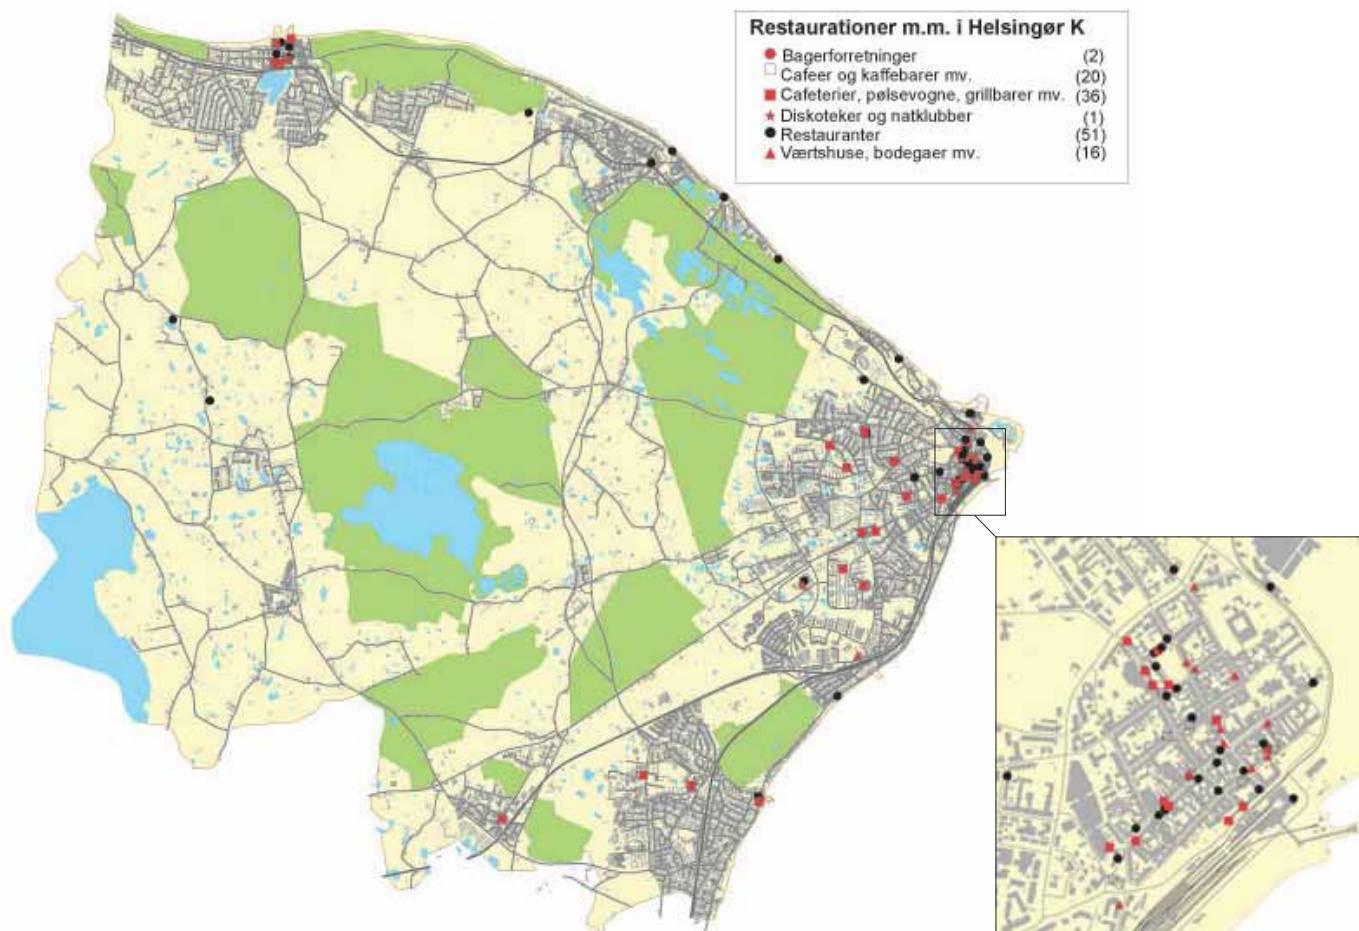 Restaurationer m.m. i Helsingør K
Bagerforretninger (2)
Cafeer og kaffebarer mv. (20)
Cafeterier, pølsevogne, grillbarer mv. (36)
Diskoteker og natklubber (1)
Restauranter (51)
Værtshuse, bodegaer mv. (16)